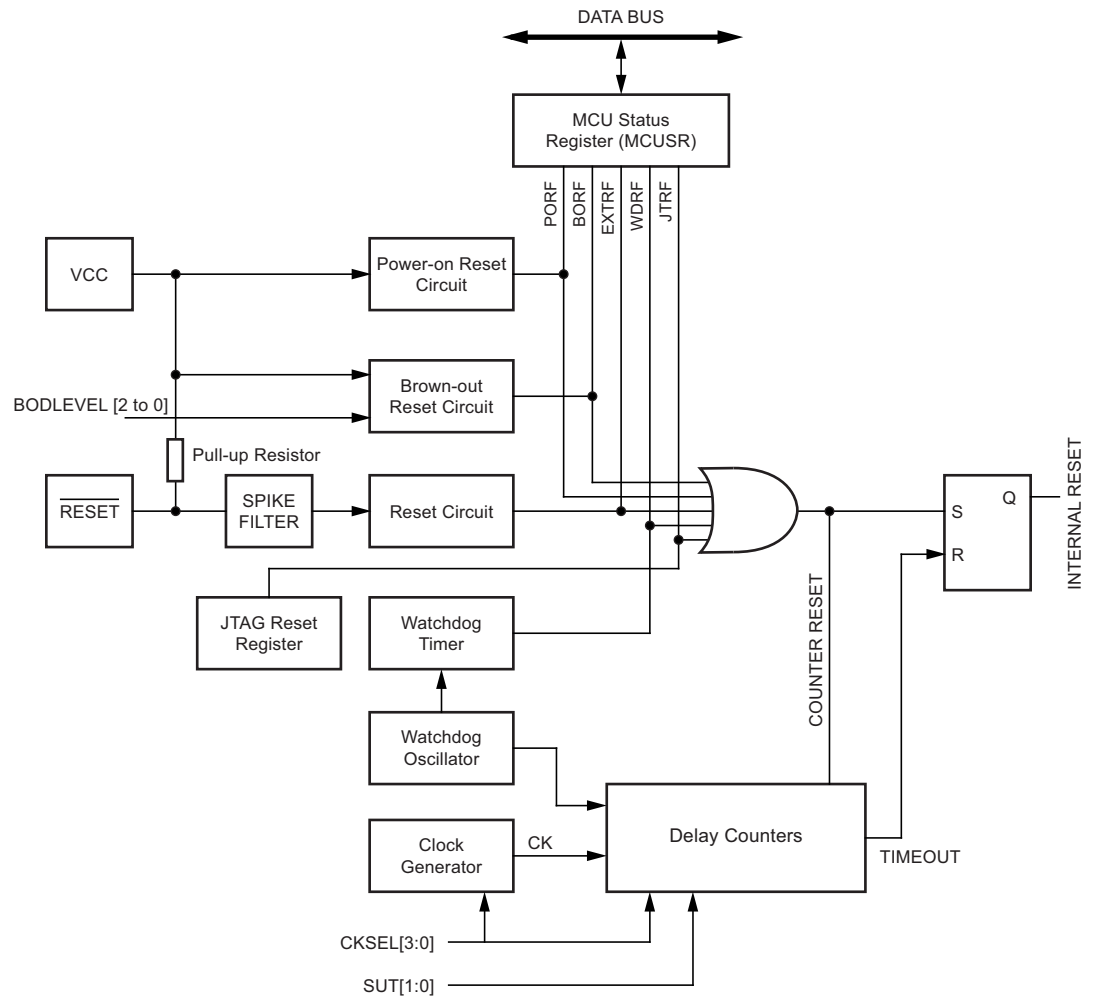 DATA BUS
MCU Status
Register (MCUSR)
PORF
BORF
EXTRF
WDRF
JTRF
VCC
Power-on Reset
Circuit
Brown-out
Reset Circuit
BODLEVEL [2 to 0]
Pull-up Resistor
RESET
SPIKE
FILTER
Reset Circuit
S
Q
R
INTERNAL RESET
JTAG Reset
Register
Watchdog
Timer
COUNTER RESET
Watchdog
Oscillator
Delay Counters
Clock
Generator
CK
TIMEOUT
CKSEL[3:0]
SUT[1:0]